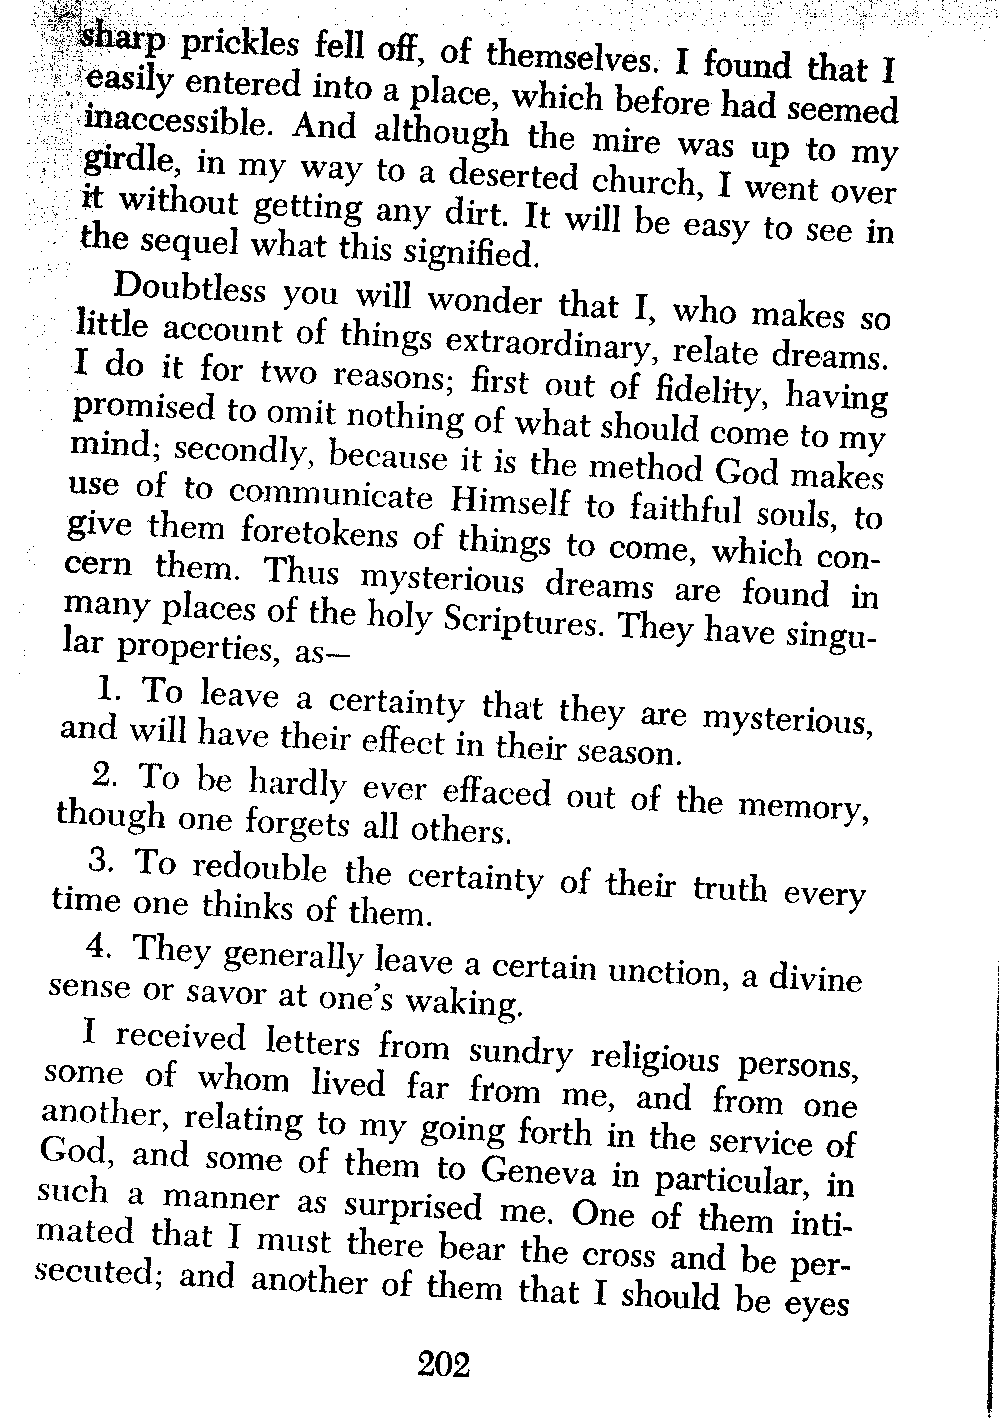 sharp prickles fell off, of themselves. I found that I
easily entered into a place, which before had seemed
inaccessible. And although the mire was up to my
girdle, in my way to a deserted church, I went over
it without getting any dirt. It will be easy to see in
the sequel what this signified.
Doubtless you will wonder that I, who makes so
little account of things extraordinary, relate dreams.
I do it for two reasons; first out of fidelity, having
promised to omit nothing of what should come to my
mind; secondly, because it is the method God makes
use of to communicate Himself to faithful souls, to
give them foretokens of things to come, which con-
cern them. Thus mysterious dreams are found in
many places of the holy Scriptures. They have singu-
lar properties, as—
1. To leave a certainty that they are mysterious,
and will have their effect in their season.
2. To be hardly ever effaced out of the memory,
though one forgets all others.
3. To redouble the certainty of their truth every
time one thinks of them.
4. They generally leave a certain unction, a divine
sense or savor at one's waking.
I received letters from sundry religious persons,
some of whom lived far from me, and from one
another, relating to my going forth in the service of
God, and some of them to Geneva in particular, in
such a manner as surprised me. One of them inti-
mated that I must there bear the cross and be per-
secuted; and another of them that I should be eyes
202